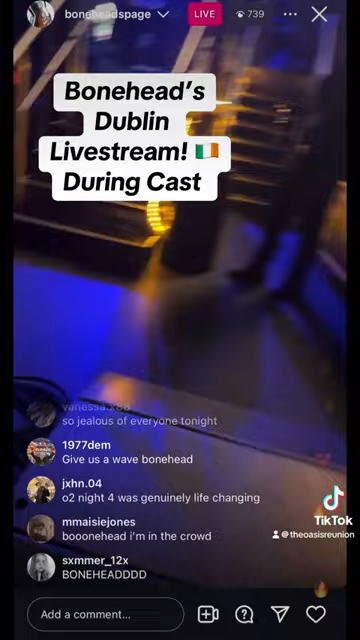 boneheadspage
LIVE
739
Bonehead's
Dublin
Livestream! 🇮🇪
During Cast
vanessa.x88
so jealous of everyone tonight
1977dem
Give us a wave bonehead
jxhn.04
o2 night 4 was genuinely life changing
mmaisiejones
booonehead i'm in the crowd
sxmmer_12x
BONEHEADDDD
TikTok
@theoasisreunion
Add a comment...